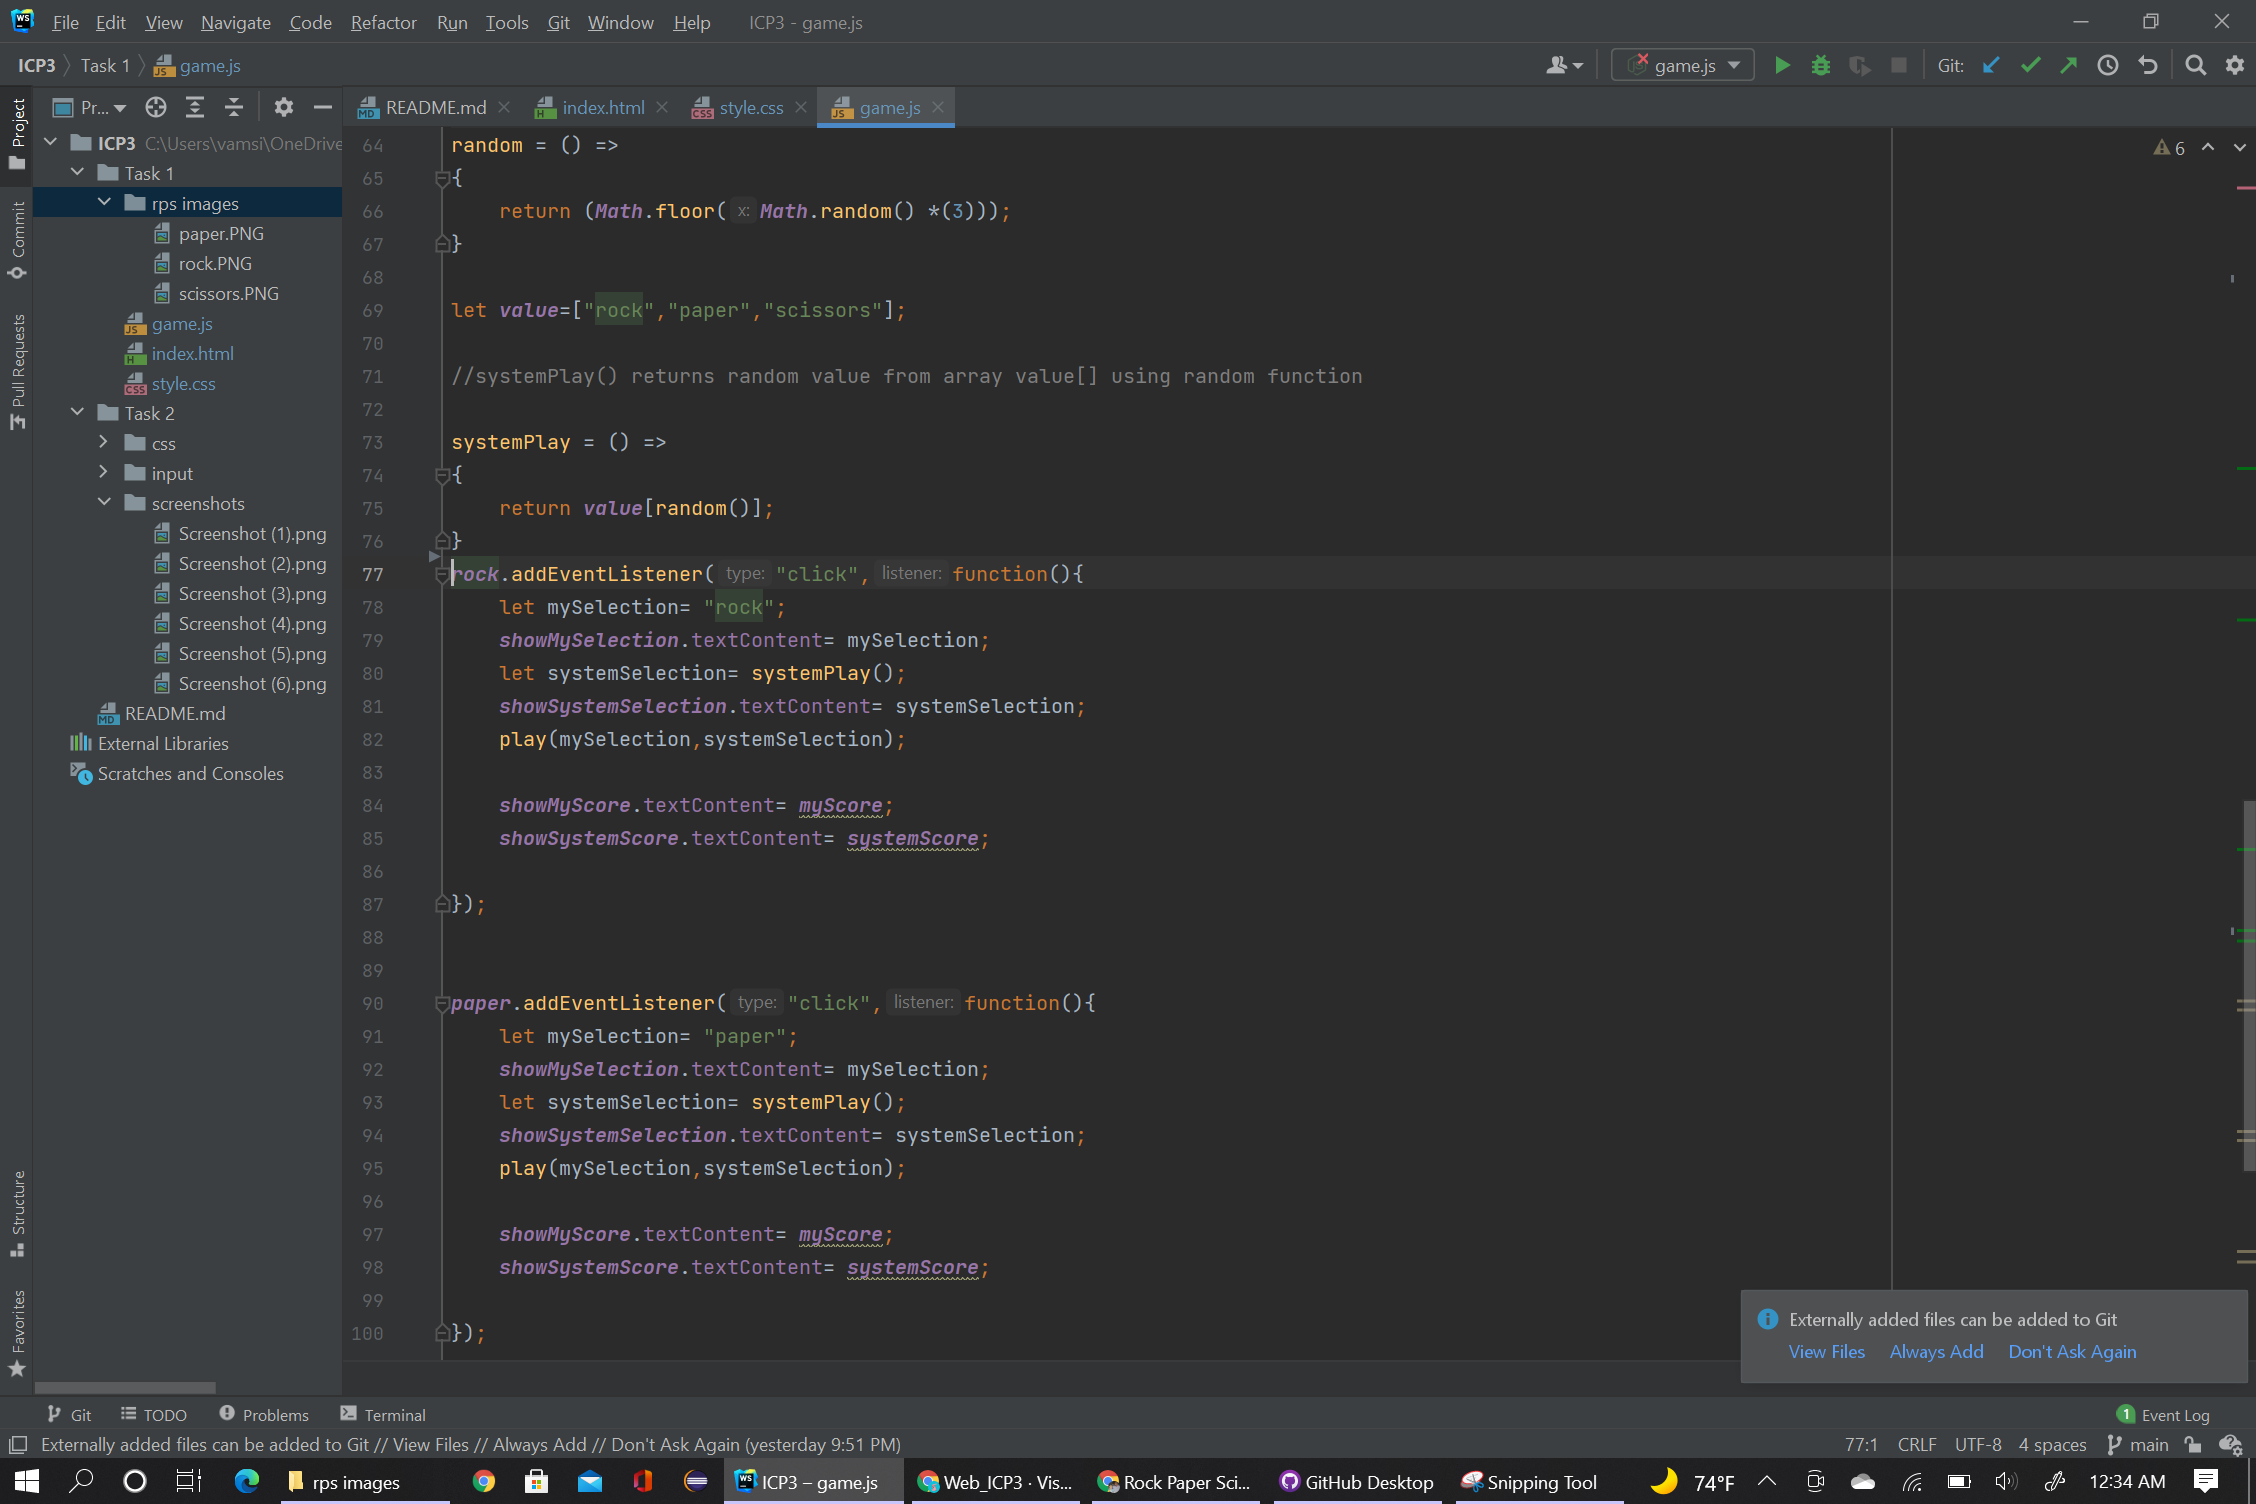 File Edit View Navigate Code Refactor Run Tools Git Window Help ICP3 - game.js
ICP3 Task 1 game.js
game.js Git:
Pr...
README.md index.html style.css game.js
Project
Commit
Pull Requests
Structure
Favorites
ICP3 C:\Users\vamsi\OneDrive
Task 1
rps images
paper.PNG
rock.PNG
scissors.PNG
game.js
index.html
style.css
Task 2
css
input
screenshots
Screenshot (1).png
Screenshot (2).png
Screenshot (3).png
Screenshot (4).png
Screenshot (5).png
Screenshot (6).png
README.md
External Libraries
Scratches and Consoles
6
64 random = () =>
65 {
66 return (Math.floor( x: Math.random() *(3)));
67 }
68
69 let value=["rock","paper","scissors"];
70
71 //systemPlay() returns random value from array value[] using random function
72
73 systemPlay = () =>
74 {
75 return value[random()];
76 }
77 rock.addEventListener( type: "click", listener: function(){
78 let mySelection= "rock";
79 showMySelection.textContent= mySelection;
80 let systemSelection= systemPlay();
81 showSystemSelection.textContent= systemSelection;
82 play(mySelection,systemSelection);
83
84 showMyScore.textContent= myScore;
85 showSystemScore.textContent= systemScore;
86
87 });
88
89
90 paper.addEventListener( type: "click", listener: function(){
91 let mySelection= "paper";
92 showMySelection.textContent= mySelection;
93 let systemSelection= systemPlay();
94 showSystemSelection.textContent= systemSelection;
95 play(mySelection,systemSelection);
96
97 showMyScore.textContent= myScore;
98 showSystemScore.textContent= systemScore;
99
100 });
Externally added files can be added to Git
View Files Always Add Don't Ask Again
Git TODO Problems Terminal 1 Event Log
Externally added files can be added to Git // View Files // Always Add // Don't Ask Again (yesterday 9:51 PM) 77:1 CRLF UTF-8 4 spaces main
rps images ICP3 – game.js Web_ICP3 · Vis... Rock Paper Sci... GitHub Desktop Snipping Tool 74°F 12:34 AM